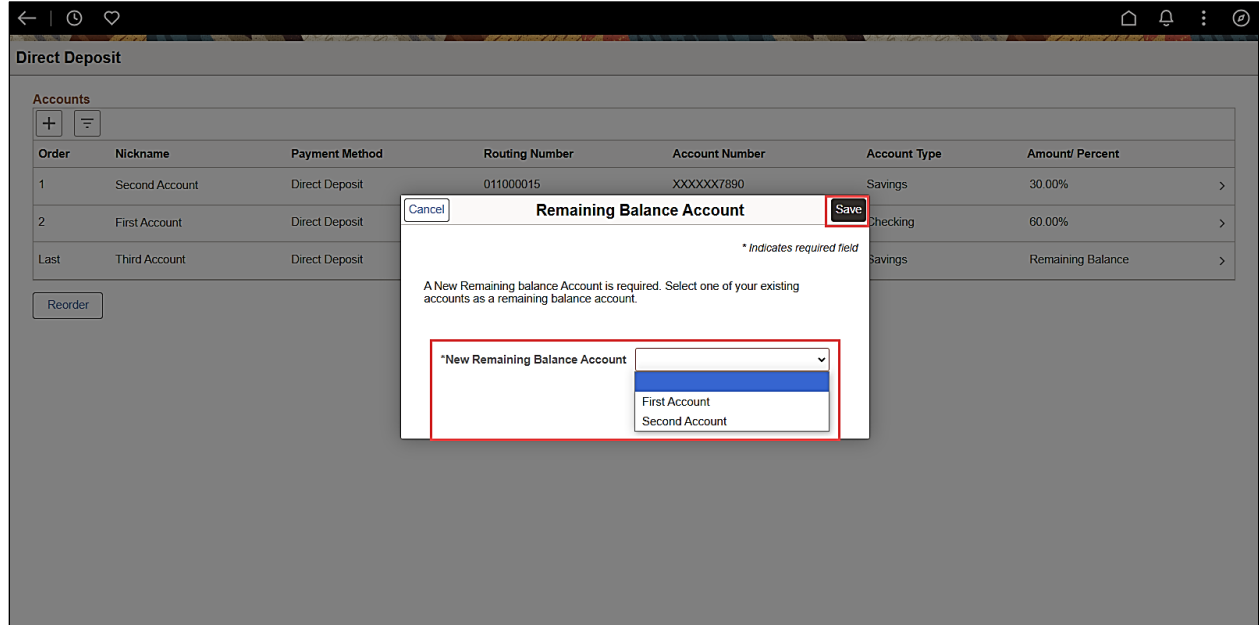 Direct Deposit
Accounts
Order Nickname Payment Method Routing Number Account Number Account Type Amount/ Percent
1 Second Account Direct Deposit 011000015 XXXXXX7890 Savings 30.00%
2 First Account Direct Deposit Checking 60.00%
Last Third Account Direct Deposit Savings Remaining Balance
Reorder
Cancel Remaining Balance Account Save
* Indicates required field
A New Remaining balance Account is required. Select one of your existing
accounts as a remaining balance account.
*New Remaining Balance Account
First Account
Second Account